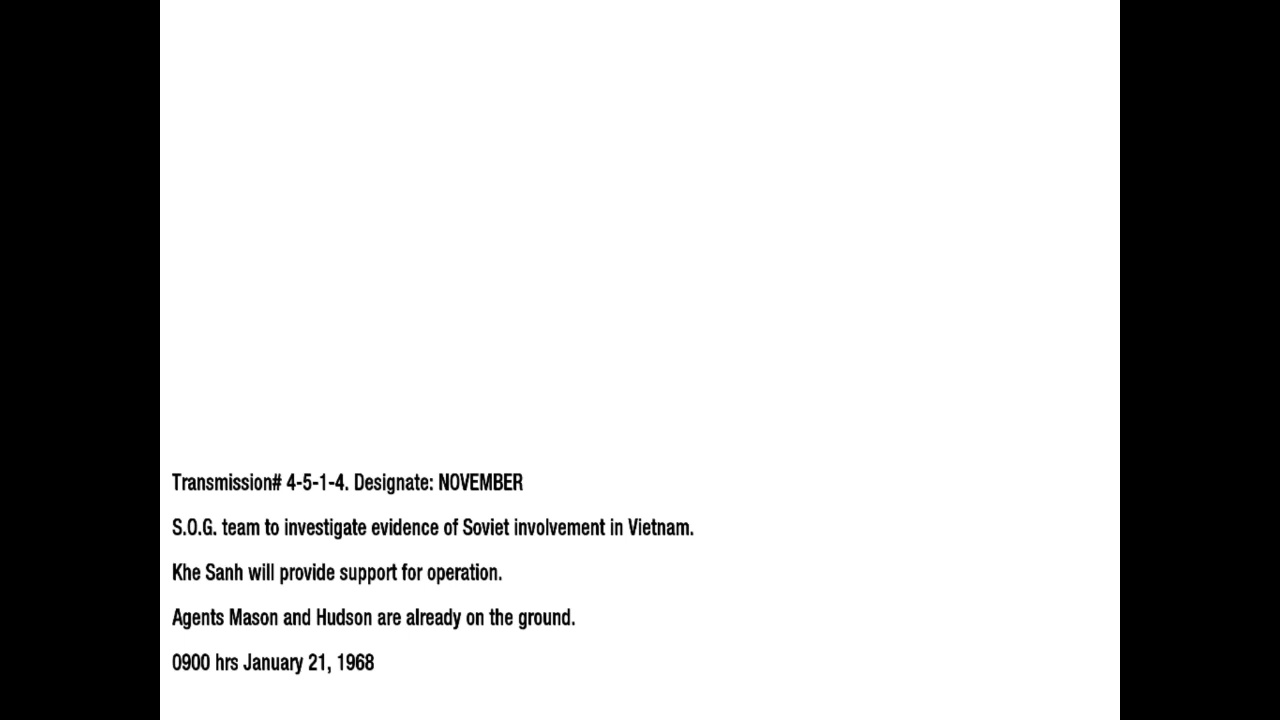 Transmission# 4-5-1-4. Designate: NOVEMBER
S.O.G. team to investigate evidence of Soviet involvement in Vietnam.
Khe Sanh will provide support for operation.
Agents Mason and Hudson are already on the ground.
0900 hrs January 21, 1968